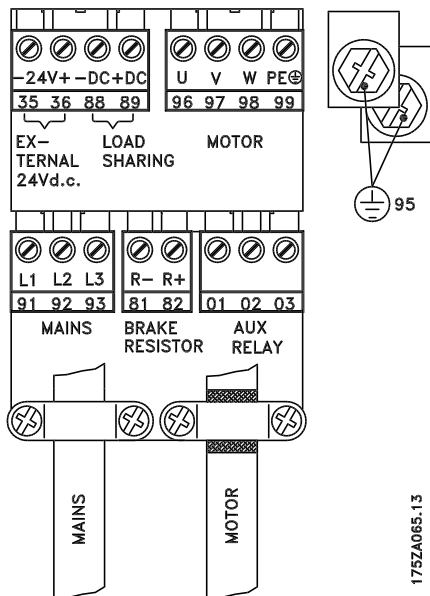 -24V+ -DC+DC
35 36 88 89
EX-
TERNAL
24Vd.c.
LOAD
SHARING
U V W PE
96 97 98 99
MOTOR
95
L1 L2 L3
91 92 93
MAINS
R- R+
81 82
BRAKE
RESISTOR
01 02 03
AUX
RELAY
MAINS
MOTOR
175ZA065.13